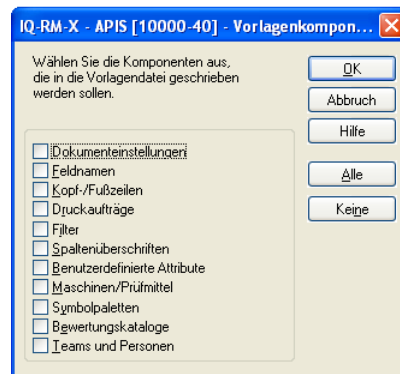 IQ-RM-X - APIS [10000-40] - Vorlagenkompon...
Wählen Sie die Komponenten aus,
die in die Vorlagendatei geschrieben
werden sollen.
OK
Abbruch
Hilfe
Alle
Keine
Dokumenteinstellungen
Feldnamen
Kopf-/Fußzeilen
Druckaufträge
Filter
Spaltenüberschriften
Benutzerdefinierte Attribute
Maschinen/Prüfmittel
Symbolpaletten
Bewertungskataloge
Teams und Personen